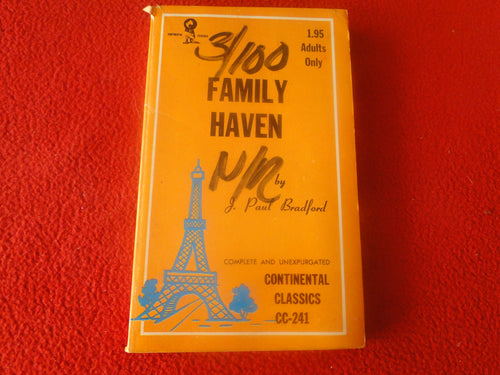 1.95
Adults
Only
3/100
FAMILY
HAVEN
by
J. Paul Bradford
COMPLETE AND UNEXPURGATED
CONTINENTAL
CLASSICS
CC-241